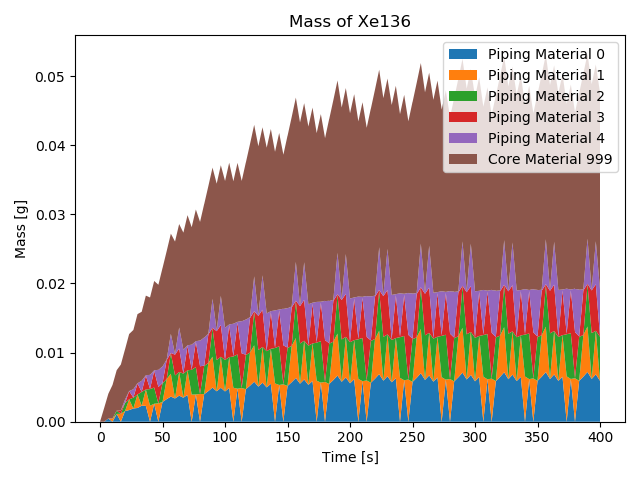 Mass of Xe136
Piping Material 0
Piping Material 1
Piping Material 2
Piping Material 3
Piping Material 4
Core Material 999
Mass [g]
0.05
0.04
0.03
0.02
0.01
0.00
0 50 100 150 200 250 300 350 400
Time [s]